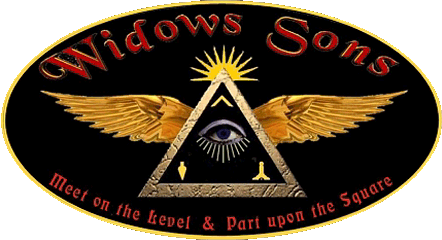 Widows Sons
Meet on the Level & Part upon the Square